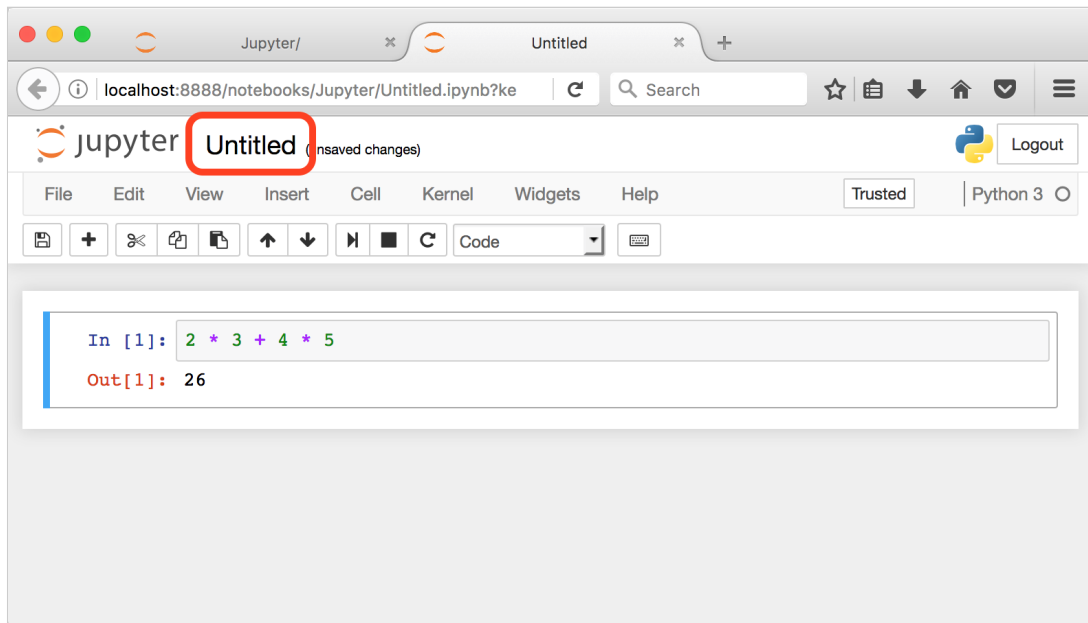 Jupyter/ Untitled
localhost:8888/notebooks/Jupyter/Untitled.ipynb?ke Search
jupyter Untitled (unsaved changes) Logout
File Edit View Insert Cell Kernel Widgets Help Trusted Python 3
Code
In [1]: 2 * 3 + 4 * 5
Out[1]: 26